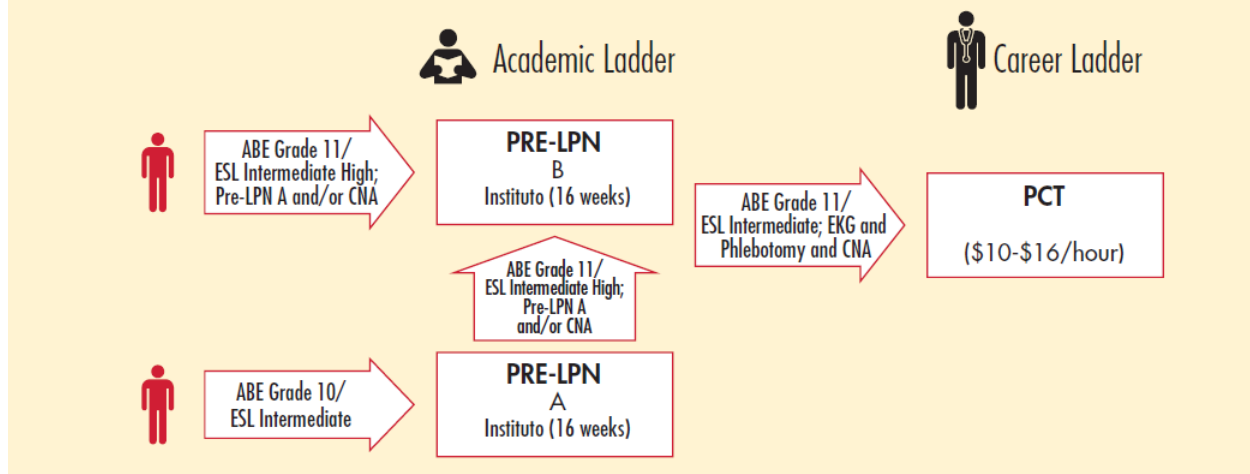 Academic Ladder
Career Ladder
ABE Grade 11/
ESL Intermediate High;
Pre-LPN A and/or CNA
PRE-LPN
B
Instituto (16 weeks)
ABE Grade 11/
ESL Intermediate; EKG and
Phlebotomy and CNA
PCT
($10-$16/hour)
ABE Grade 11/
ESL Intermediate High;
Pre-LPN A
and/or CNA
ABE Grade 10/
ESL Intermediate
PRE-LPN
A
Instituto (16 weeks)